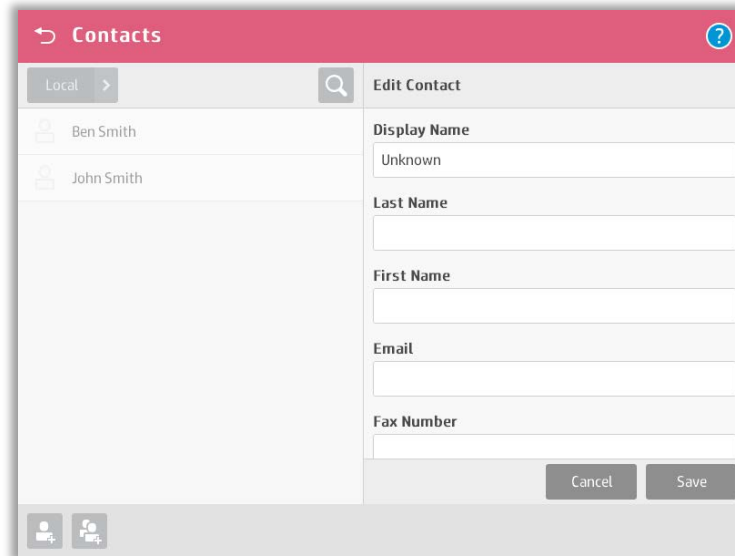 Contacts
?
Local
Ben Smith
John Smith
Edit Contact
Display Name
Unknown
Last Name
First Name
Email
Fax Number
Cancel
Save